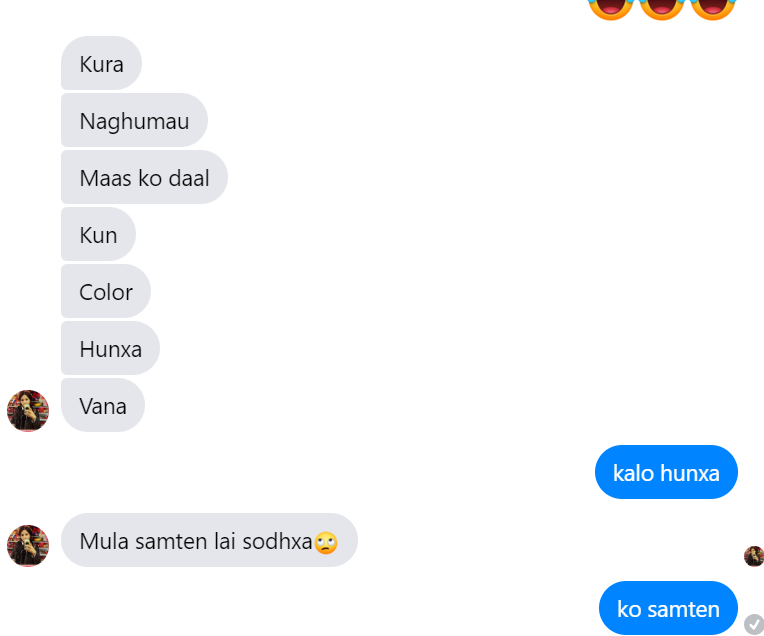 Kura
Naghumau
Maas ko daal
Kun
Color
Hunxa
Vana
kalo hunxa
Mula samten lai sodhxa🙄
ko samten